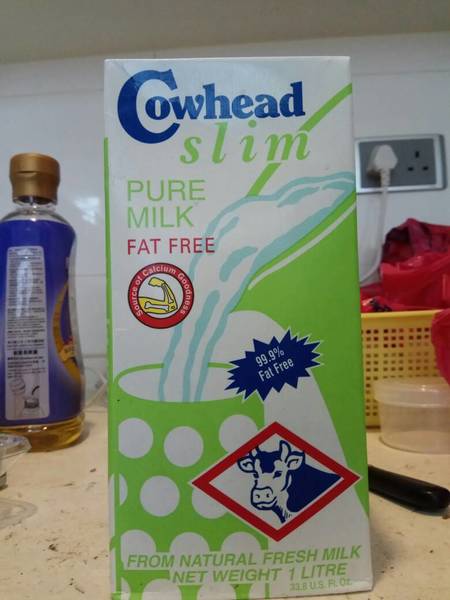 Cowhead
slim
PURE
MILK
FAT FREE
Source of Calcium Goodness
99.9%
Fat Free
FROM NATURAL FRESH MILK
NET WEIGHT 1 LITRE
33.8 U.S. Fl. Oz.